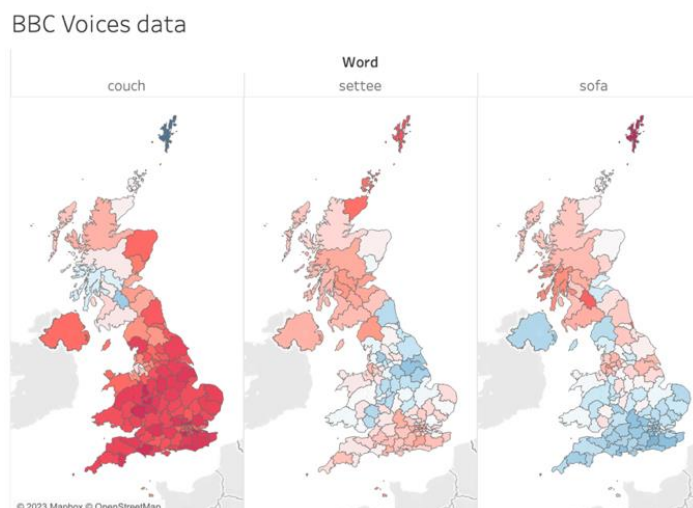 BBC Voices data
Word
couch
settee
sofa
© 2023 Mapbox © OpenStreetMap